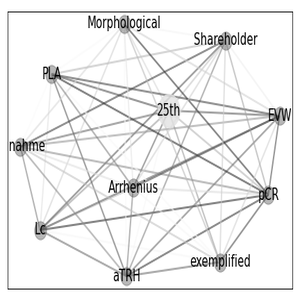 Morphological
Shareholder
PLA
25th
EVW
nahme
Arrhenius
pCR
Lc
exemplified
aTRH